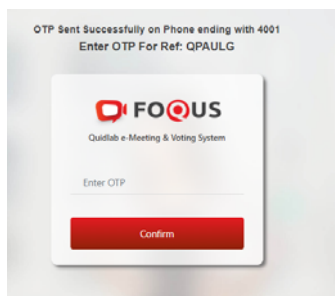 OTP Sent Successfully on Phone ending with 4001
Enter OTP For Ref: QPAULG
FOQUS
Quidlab e-Meeting & Voting System
Enter OTP
Confirm